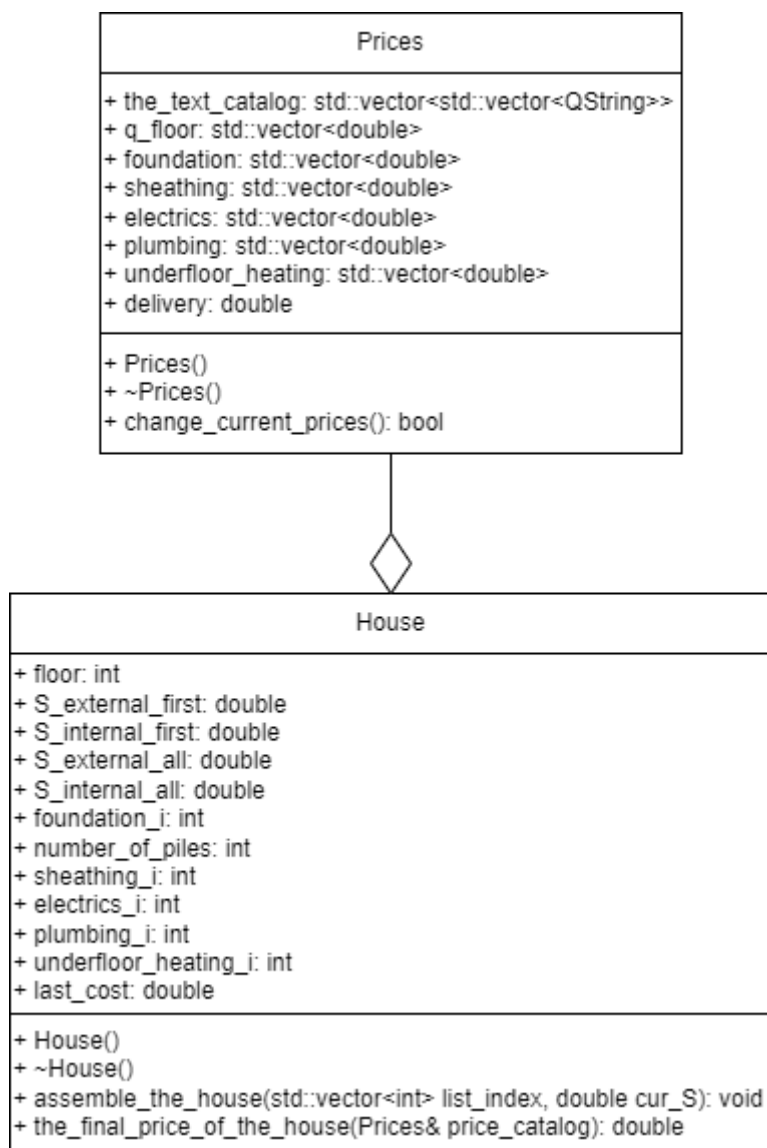 Prices
+ the_text_catalog: std::vector<std::vector<QString>>
+ q_floor: std::vector<double>
+ foundation: std::vector<double>
+ sheathing: std::vector<double>
+ electrics: std::vector<double>
+ plumbing: std::vector<double>
+ underfloor_heating: std::vector<double>
+ delivery: double
+ Prices()
+ ~Prices()
+ change_current_prices(): bool
House
+ floor: int
+ S_external_first: double
+ S_internal_first: double
+ S_external_all: double
+ S_internal_all: double
+ foundation_i: int
+ number_of_piles: int
+ sheathing_i: int
+ electrics_i: int
+ plumbing_i: int
+ underfloor_heating_i: int
+ last_cost: double
+ House()
+ ~House()
+ assemble_the_house(std::vector<int> list_index, double cur_S): void
+ the_final_price_of_the_house(Prices& price_catalog): double